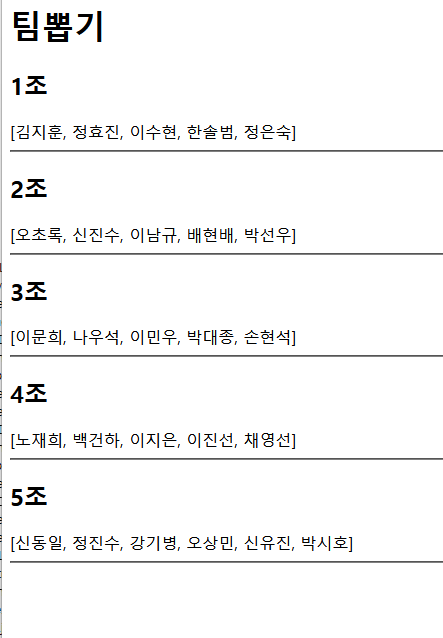 팀뽑기
1조
[김지훈, 정효진, 이수현, 한솔범, 정은숙]
2조
[오초록, 신진수, 이남규, 배현배, 박선우]
3조
[이문희, 나우석, 이민우, 박대종, 손현석]
4조
[노재희, 백건하, 이지은, 이진선, 채영선]
5조
[신동일, 정진수, 강기병, 오상민, 신유진, 박시호]